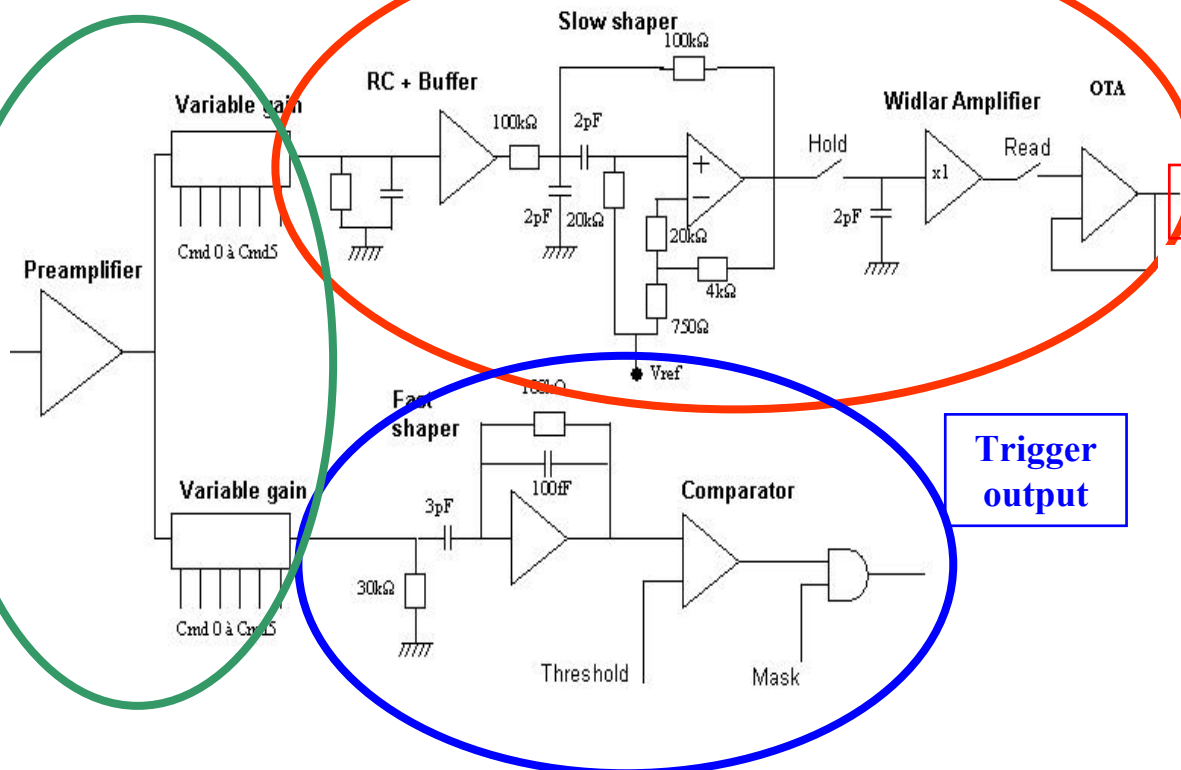 Slow shaper
100kΩ
RC + Buffer
Variable gain
Widlar Amplifier
OTA
100kΩ
2pF
Hold
Read
+
−
x1
2pF
20kΩ
2pF
20kΩ
Cmd 0 à Cmd5
4kΩ
Preamplifier
750Ω
Vref
100kΩ
Fast
shaper
100fF
Trigger
output
Variable gain
3pF
Comparator
30kΩ
Cmd 0 à Cmd5
Threshold
Mask